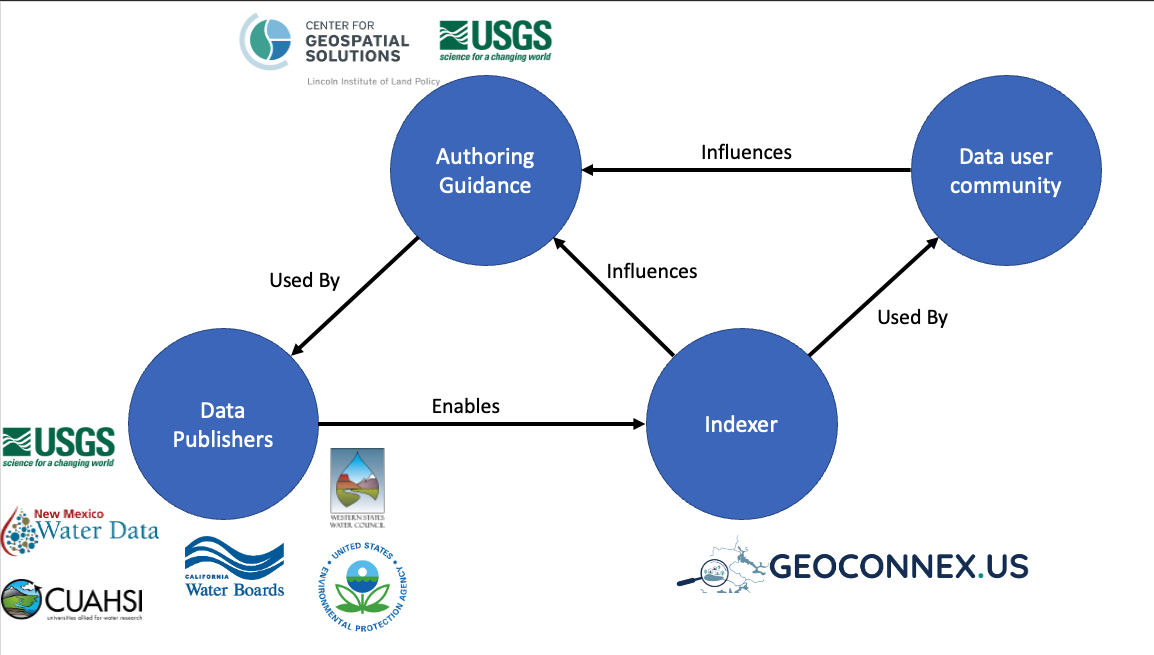 CENTER FOR
GEOSPATIAL
SOLUTIONS
Lincoln Institute of Land Policy
USGS
science for a changing world
Authoring
Guidance
Influences
Data user
community
Used By
Influences
Used By
Data
Publishers
Enables
Indexer
USGS
science for a changing world
WESTERN STATES
WATER COUNCIL
New Mexico
Water Data
CALIFORNIA
Water Boards
UNITED STATES
ENVIRONMENTAL PROTECTION AGENCY
GEOCONNEX.US
CUAHSI
universities allied for water research